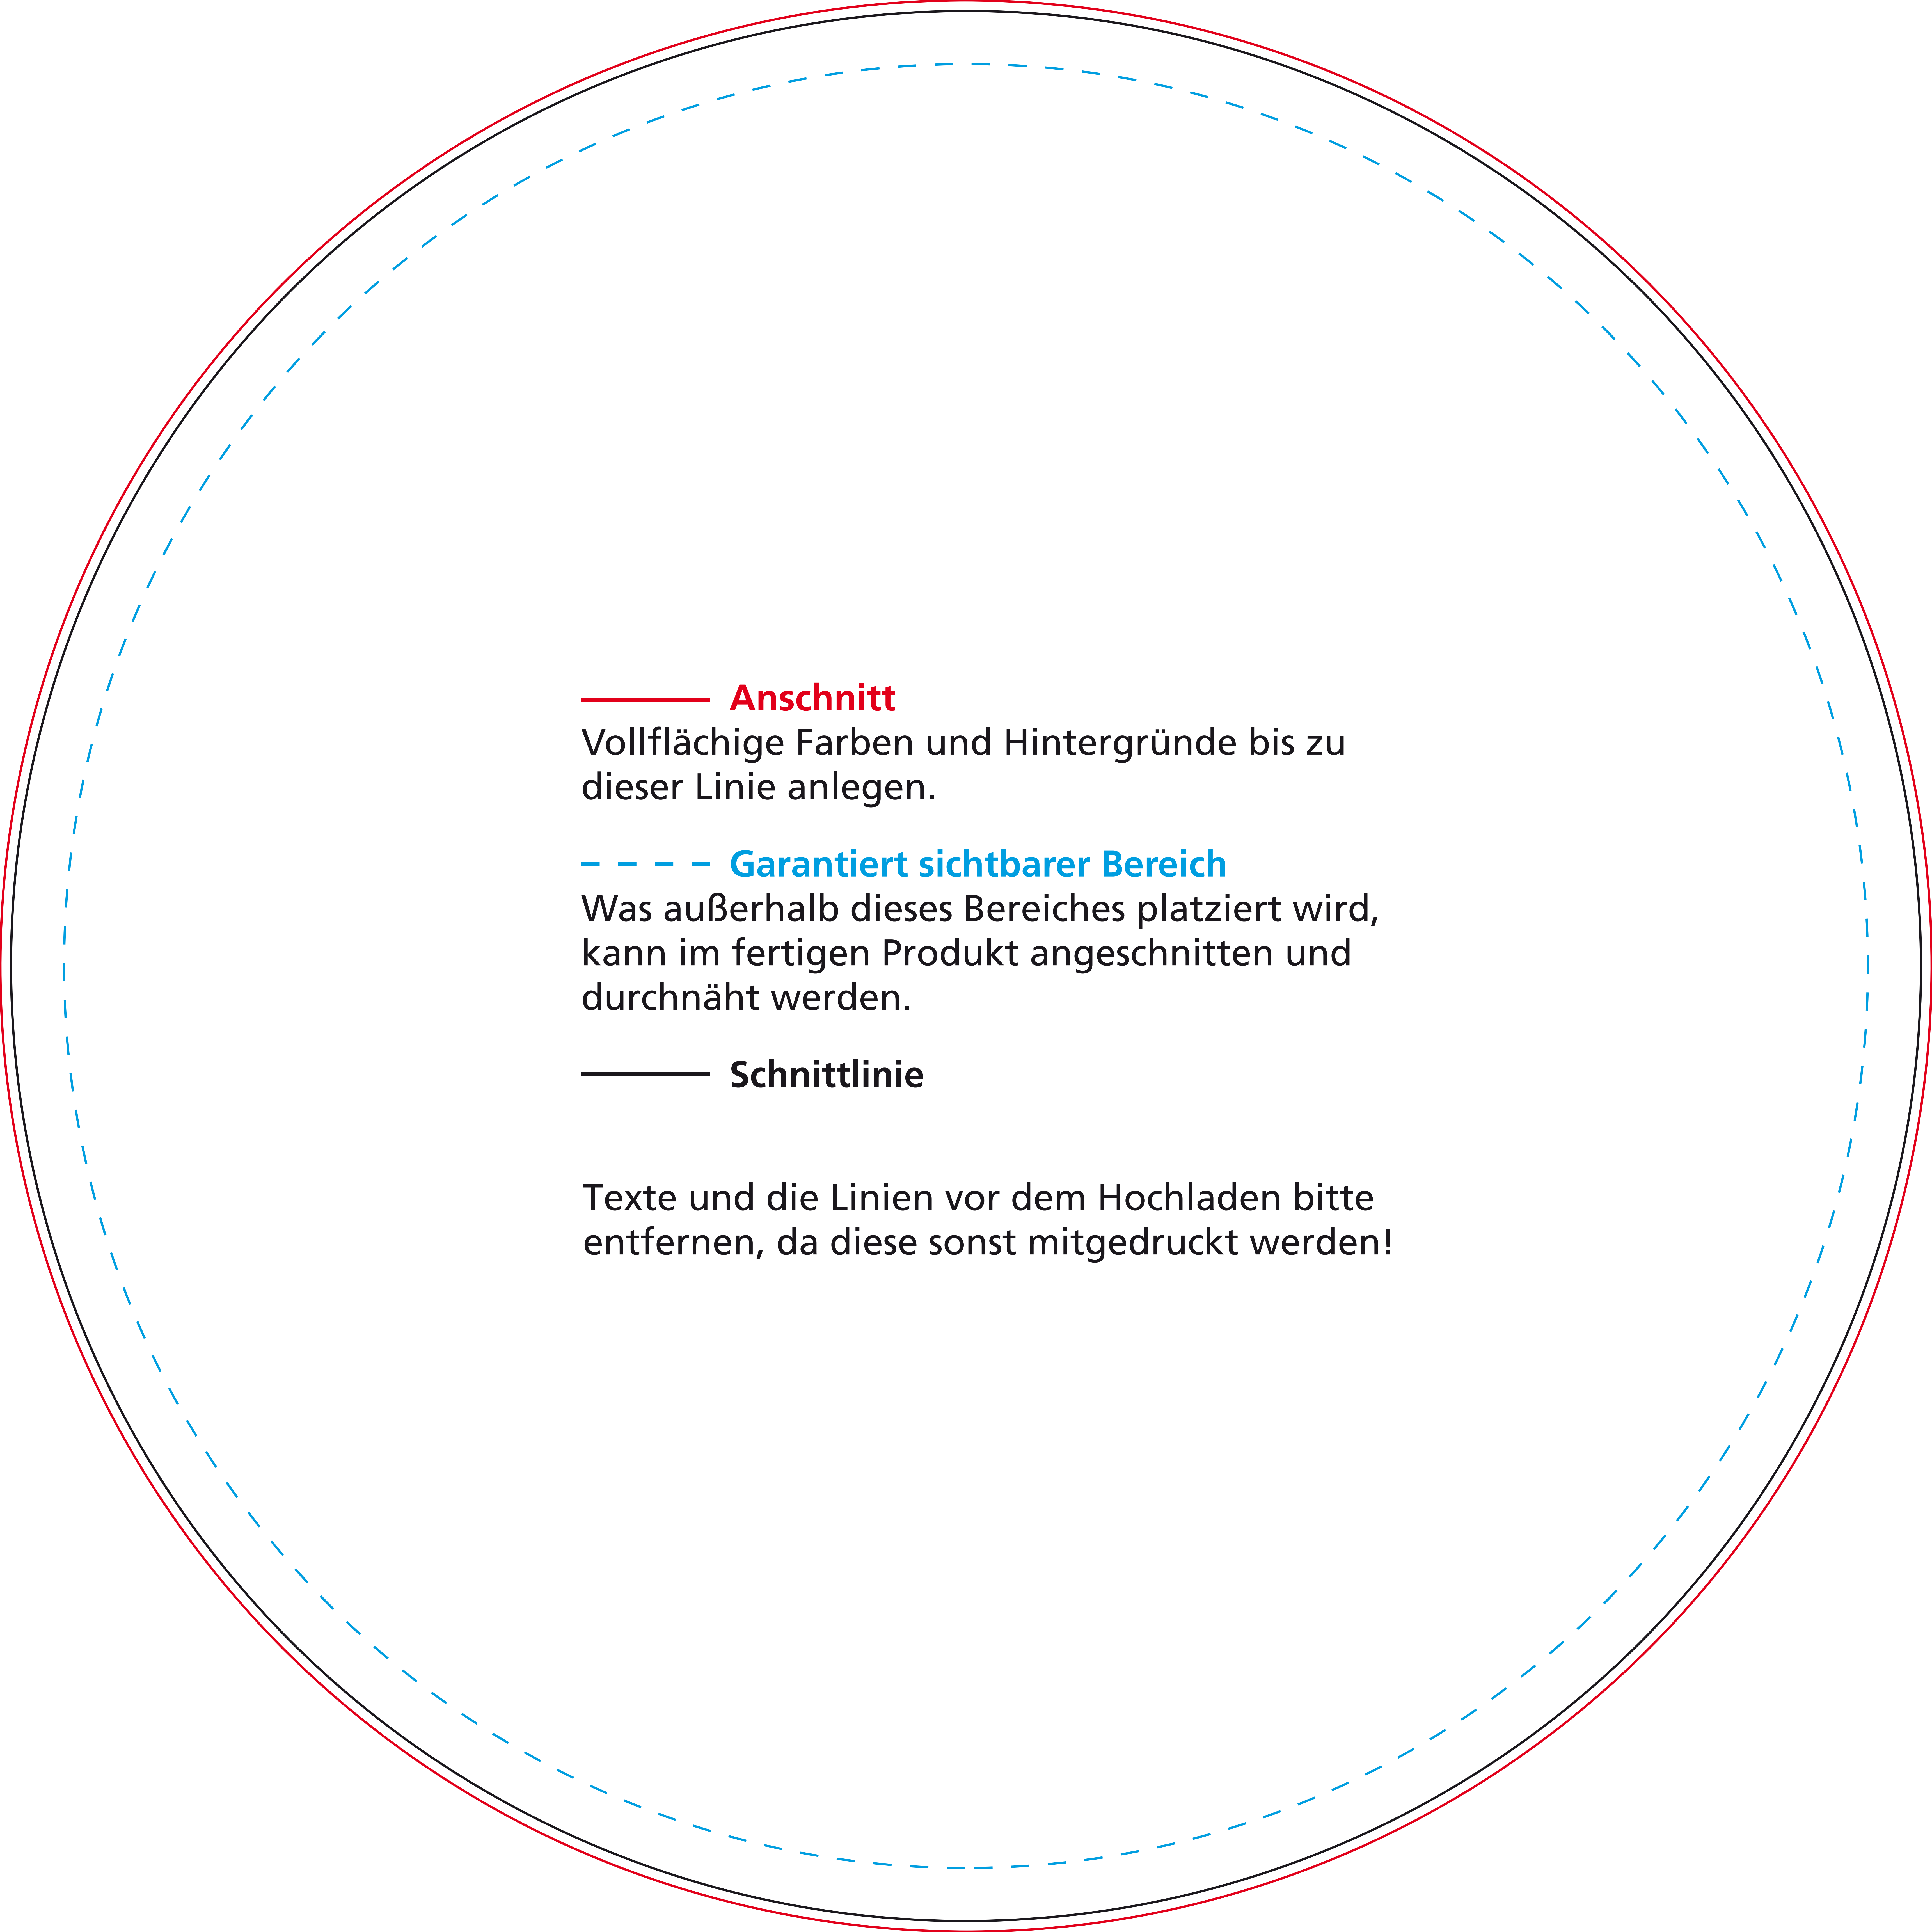 Anschnitt
Vollflächige Farben und Hintergründe bis zu
dieser Linie anlegen.
Garantiert sichtbarer Bereich
Was außerhalb dieses Bereiches platziert wird,
kann im fertigen Produkt angeschnitten und
durchnäht werden.
Schnittlinie
Texte und die Linien vor dem Hochladen bitte
entfernen, da diese sonst mitgedruckt werden!